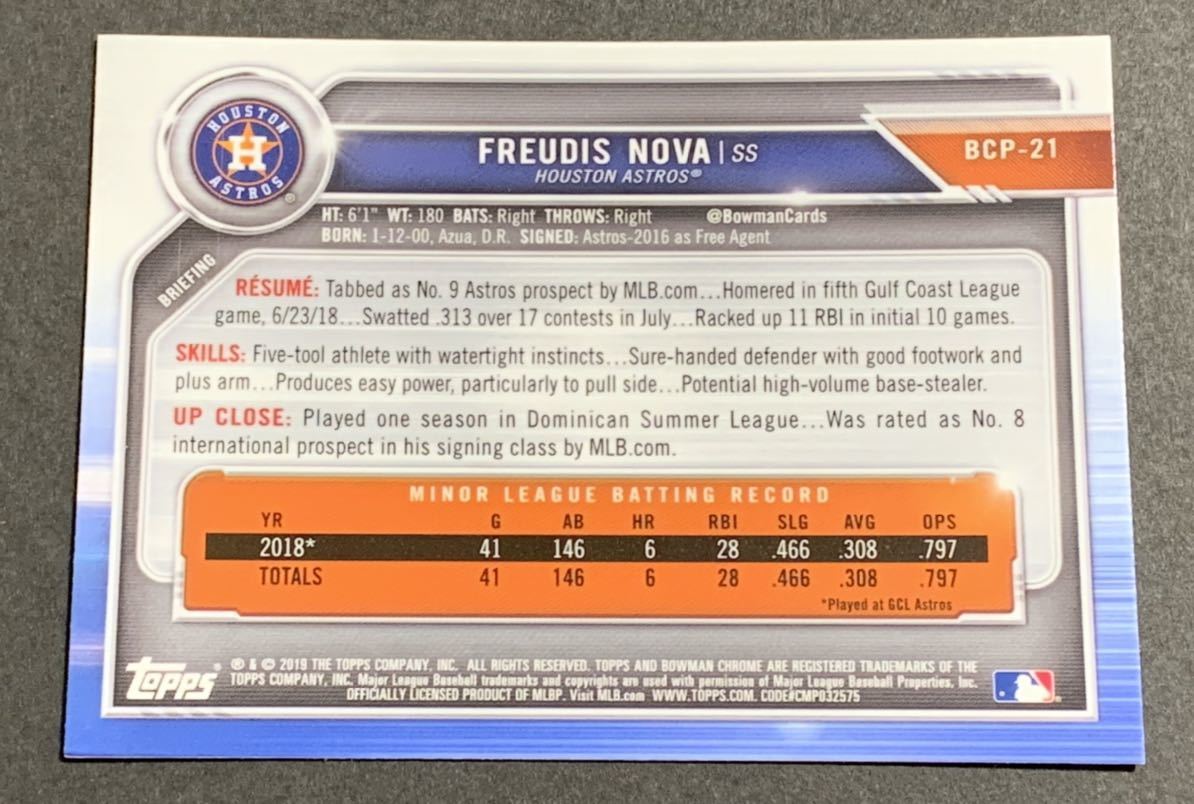 HOUSTON
H
ASTROS
®
FREUDIS NOVA | SS
HOUSTON ASTROS®
BCP-21
HT: 6'1" WT: 180 BATS: Right THROWS: Right @BowmanCards
BORN: 1-12-00, Azua, D.R. SIGNED: Astros-2016 as Free Agent
BRIEFING
RÉSUMÉ: Tabbed as No. 9 Astros prospect by MLB.com...Homered in fifth Gulf Coast League
game, 6/23/18...Swatted .313 over 17 contests in July...Racked up 11 RBI in initial 10 games.
SKILLS: Five-tool athlete with watertight instincts...Sure-handed defender with good footwork and
plus arm...Produces easy power, particularly to pull side...Potential high-volume base-stealer.
UP CLOSE: Played one season in Dominican Summer League...Was rated as No. 8
international prospect in his signing class by MLB.com.
MINOR LEAGUE BATTING RECORD
YR G AB HR RBI SLG AVG OPS
2018* 41 146 6 28 .466 .308 .797
TOTALS 41 146 6 28 .466 .308 .797
*Played at GCL Astros
Topps®
® & © 2019 THE TOPPS COMPANY, INC. ALL RIGHTS RESERVED. TOPPS AND BOWMAN CHROME ARE REGISTERED TRADEMARKS OF THE
TOPPS COMPANY, INC. Major League Baseball trademarks and copyrights are used with permission of Major League Baseball Properties, Inc.
OFFICIALLY LICENSED PRODUCT OF MLBP. Visit MLB.com WWW.TOPPS.COM. CODE#CMP032575